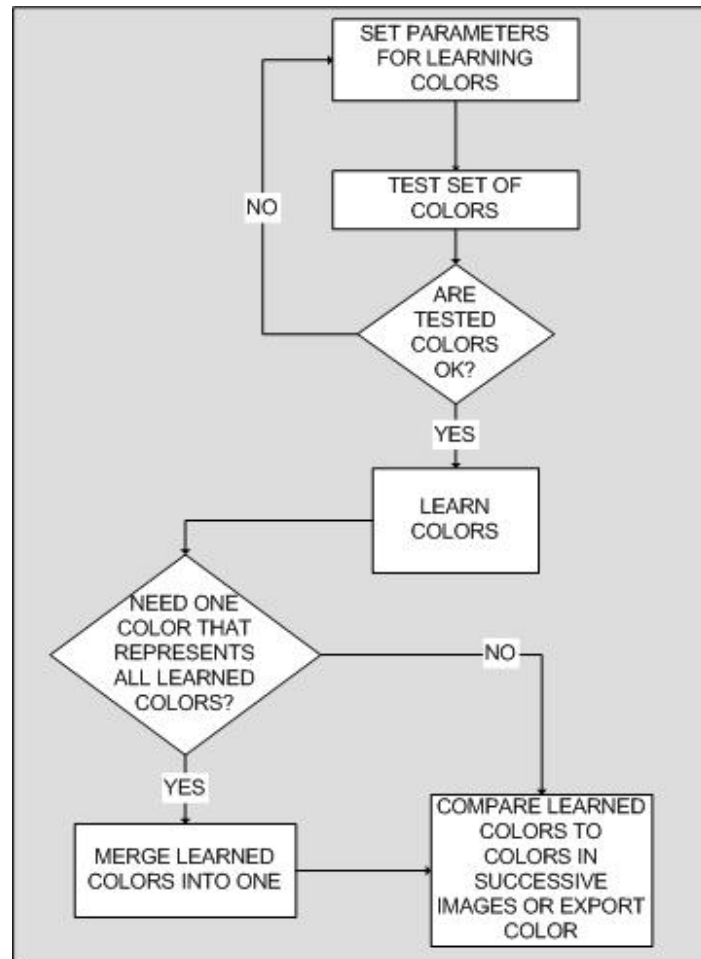 SET PARAMETERS
FOR LEARNING
COLORS
TEST SET OF
COLORS
NO
ARE
TESTED
COLORS
OK?
YES
LEARN
COLORS
NEED ONE
COLOR THAT
REPRESENTS
ALL LEARNED
COLORS?
NO
YES
MERGE LEARNED
COLORS INTO ONE
COMPARE LEARNED
COLORS TO
COLORS IN
SUCCESSIVE
IMAGES OR EXPORT
COLOR